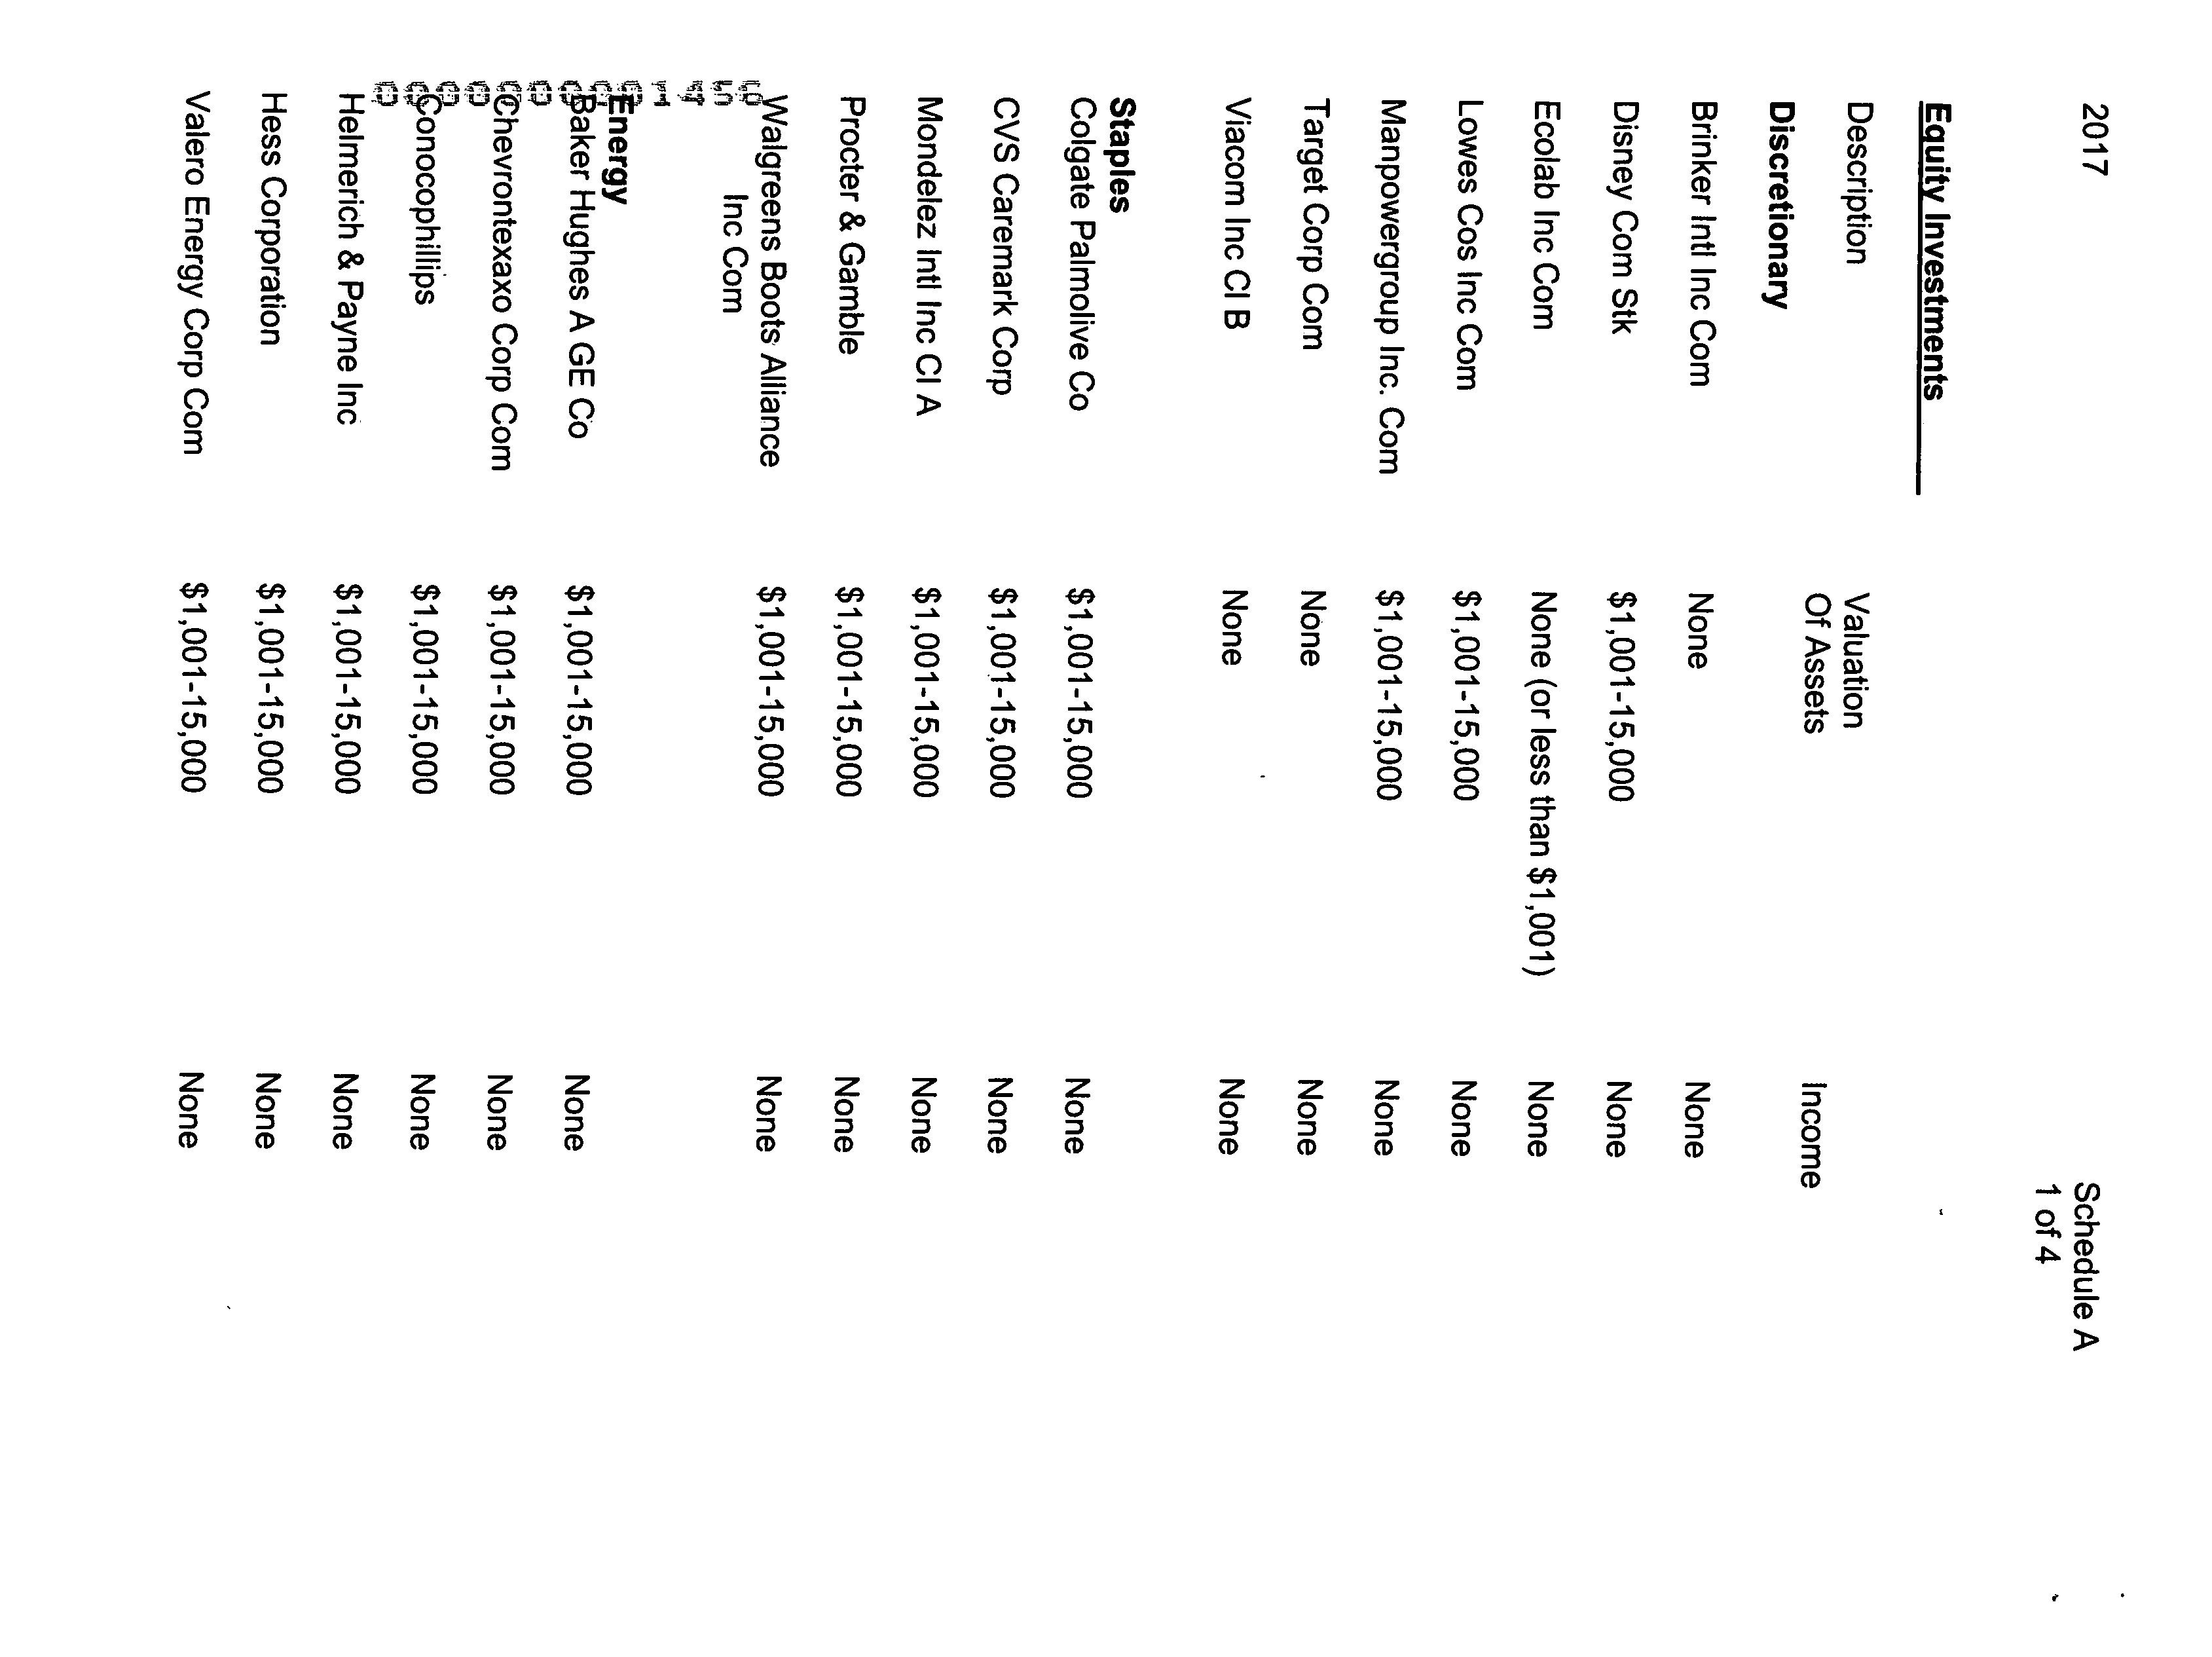 2017
Schedule A
1 of 4
Equity Investments
Description Valuation Of Assets Income
Discretionary
Brinker Intl Inc Com None None
Disney Com Stk $1,001-15,000 None
Ecolab Inc Com None (or less than $1,001) None
Lowes Cos Inc Com $1,001-15,000 None
Manpowergroup Inc. Com $1,001-15,000 None
Target Corp Com None None
Viacom Inc Cl B None None
Staples
Colgate Palmolive Co $1,001-15,000 None
CVS Caremark Corp $1,001-15,000 None
Mondelez Intl Inc Cl A $1,001-15,000 None
Procter & Gamble $1,001-15,000 None
Walgreens Boots Alliance $1,001-15,000 None
Inc Com
Energy
Baker Hughes A GE Co $1,001-15,000 None
Chevrontexaxo Corp Com $1,001-15,000 None
Conocophillips $1,001-15,000 None
Helmerich & Payne Inc $1,001-15,000 None
Hess Corporation $1,001-15,000 None
Valero Energy Corp Com $1,001-15,000 None